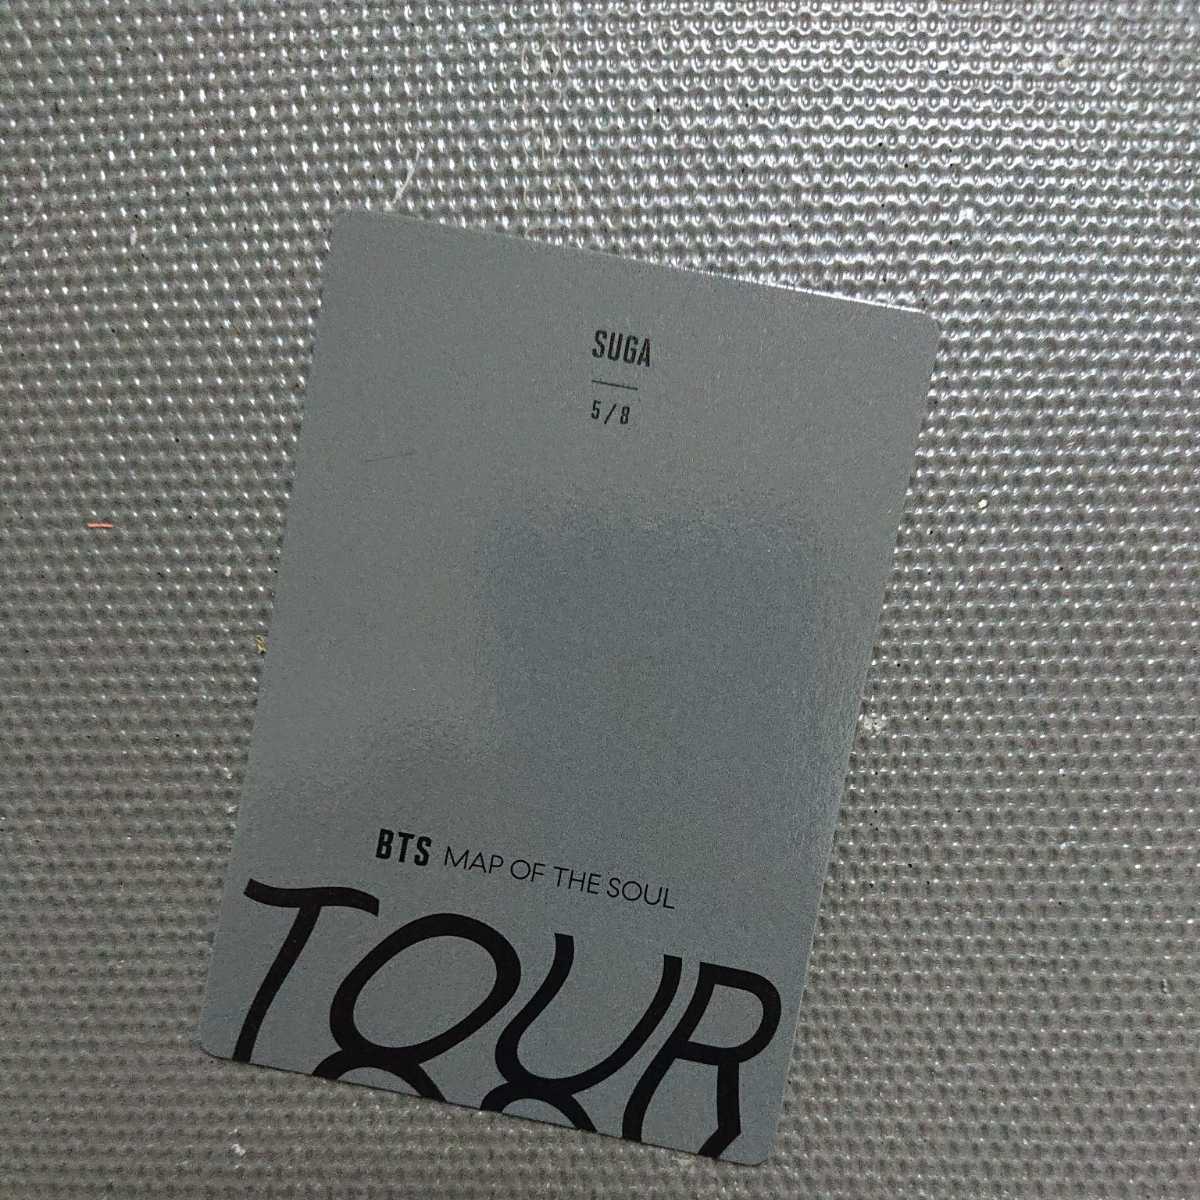 SUGA
5/8
BTS MAP OF THE SOUL
TOUR